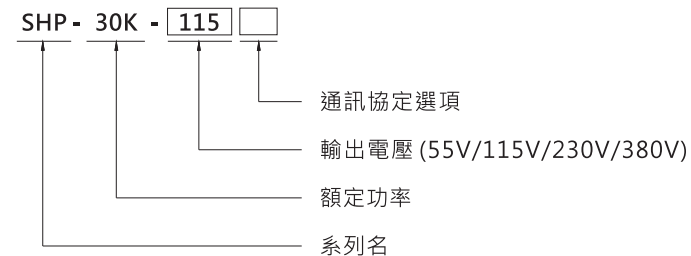 SHP - 30K - 115
通訊協定選項
輸出電壓 (55V/115V/230V/380V)
額定功率
系列名